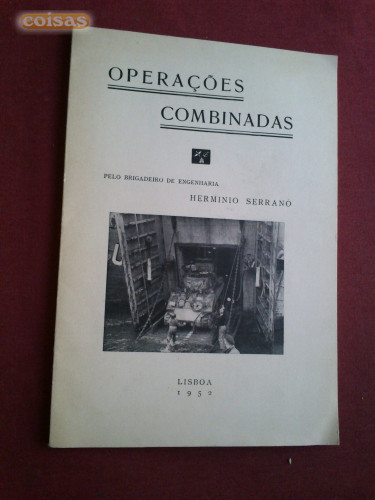 coisas
OPERAÇÕES
COMBINADAS
PELO BRIGADEIRO DE ENGENHARIA
HERMINIO SERRANO
LISBOA
1952